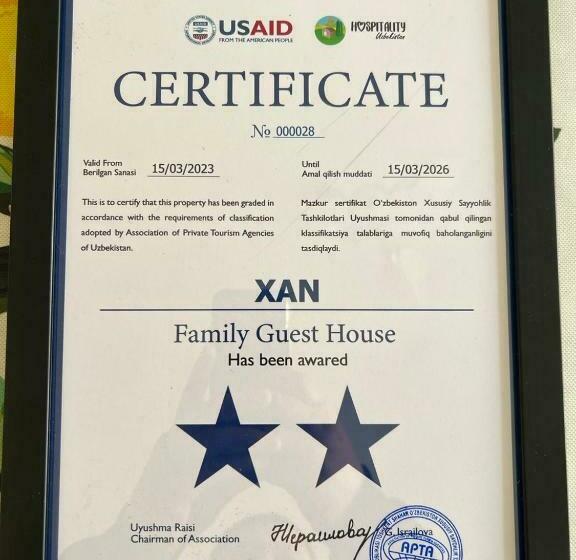 USAID
FROM THE AMERICAN PEOPLE
HOSPITALITY
Uzbekistan
CERTIFICATE
№ 000028
Valid From
Berilgan Sanasi 15/03/2023
Until
Amal qilish muddati 15/03/2026
This is to certify that this property has been graded in
accordance with the requirements of classification
adopted by Association of Private Tourism Agencies
of Uzbekistan.
Mazkur sertifikat O'zbekiston Xususiy Sayyohlik
Tashkilotlari Uyushmasi tomonidan qabul qilingan
klassifikatsiya talablariga muvofiq baholanganligini
tasdiqlaydi.
XAN
Family Guest House
Has been awared
Uyushma Raisi
Chairman of Association
G. Israilova
APTA